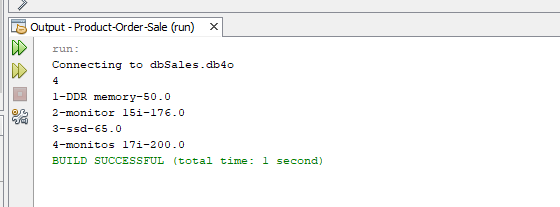 Output - Product-Order-Sale (run)
run:
Connecting to dbSales.db4o
4
1-DDR memory-50.0
2-monitor 15i-176.0
3-ssd-65.0
4-monitos 17i-200.0
BUILD SUCCESSFUL (total time: 1 second)